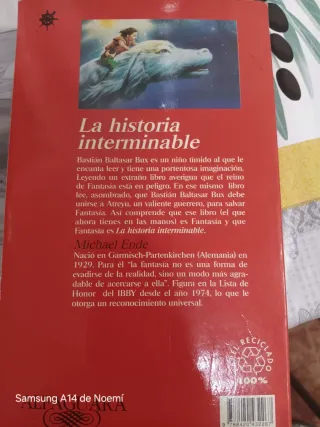 La historia
interminable
Bastián Baltasar Bux es un niño tímido al que le
encanta leer y tiene una portentosa imaginación.
Leyendo un extraño libro averigua que el reino
de Fantasía está en peligro. En ese mismo libro
lee, asombrado, que Bastián Baltasar Bux debe
unirse a Atreyu, un valiente guerrero, para salvar
Fantasía. Así comprende que ese libro (el que
ahora tienes en las manos) es Fantasía y que
Fantasía es La historia interminable.
Michael Ende
Nació en Garmisch-Partenkirchen (Alemania) en
1929. Para él “la fantasía no es una forma de
evadirse de la realidad, sino un modo más agra-
dable de acercarse a ella”. Figura en la Lista de
Honor del IBBY desde el año 1974, lo que le
otorga un reconocimiento universal.
RECICLADO
100%
ALFAGUARA
Samsung A14 de Noemí